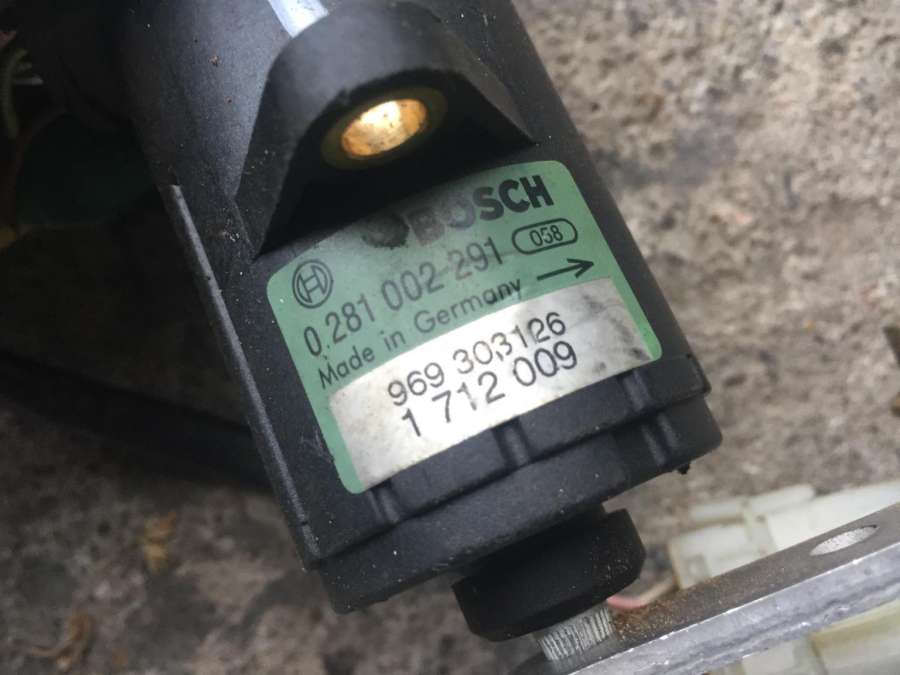 BOSCH
0 281 002 291 058
Made in Germany
969 303126
1 712 009